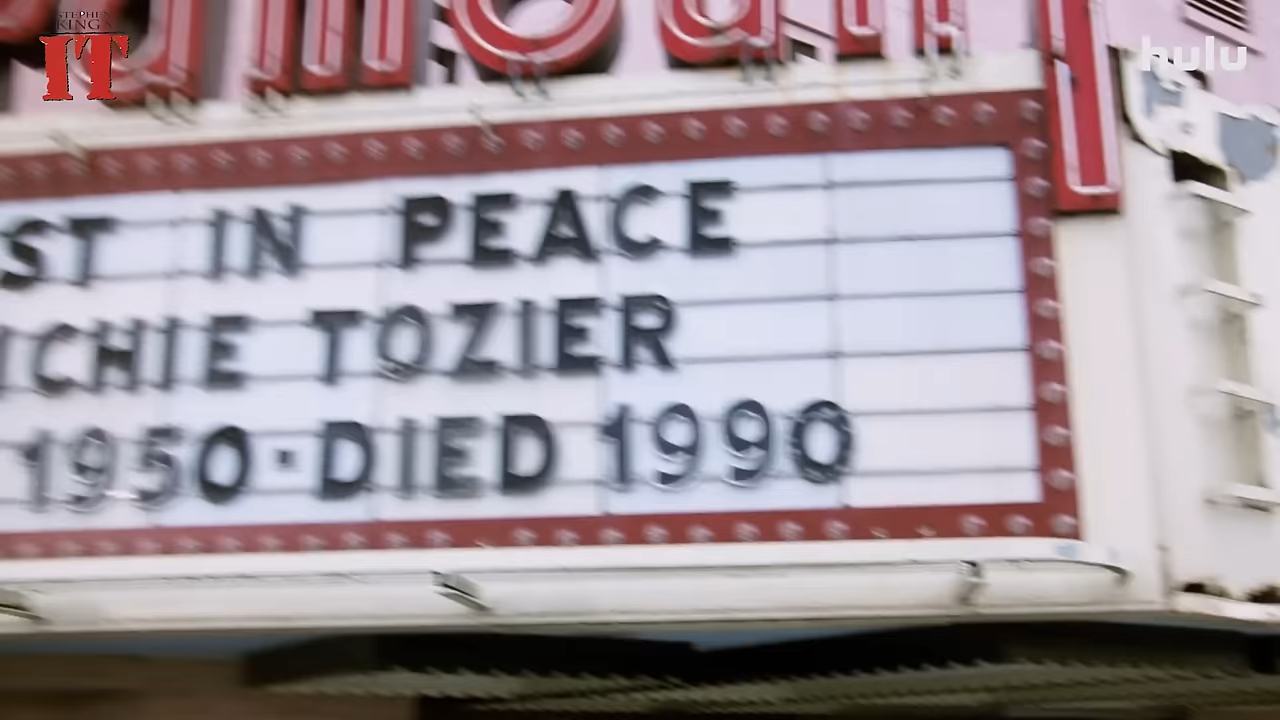 STEPHEN
KING'S
IT
hulu
ST IN PEACE
ICHIE TOZIER
1950·DIED 1990